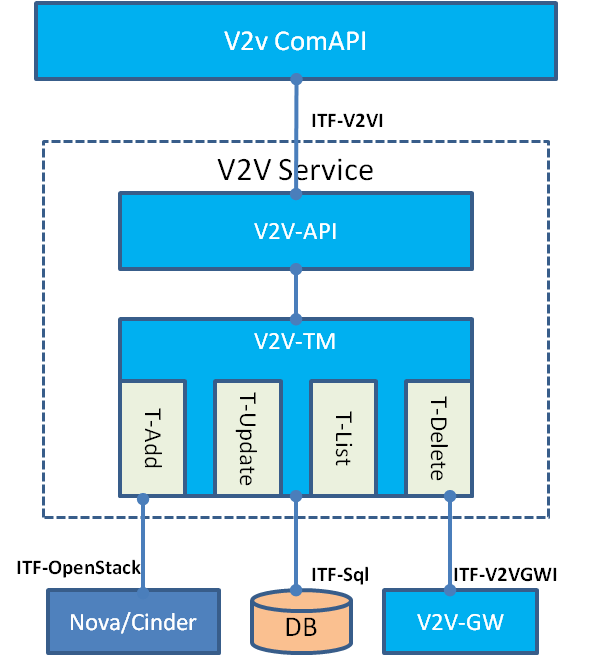 V2v ComAPI
ITF-V2VI
V2V Service
V2V-API
V2V-TM
T-Add
T-Update
T-List
T-Delete
ITF-OpenStack
ITF-Sql
ITF-V2VGWI
Nova/Cinder
DB
V2V-GW